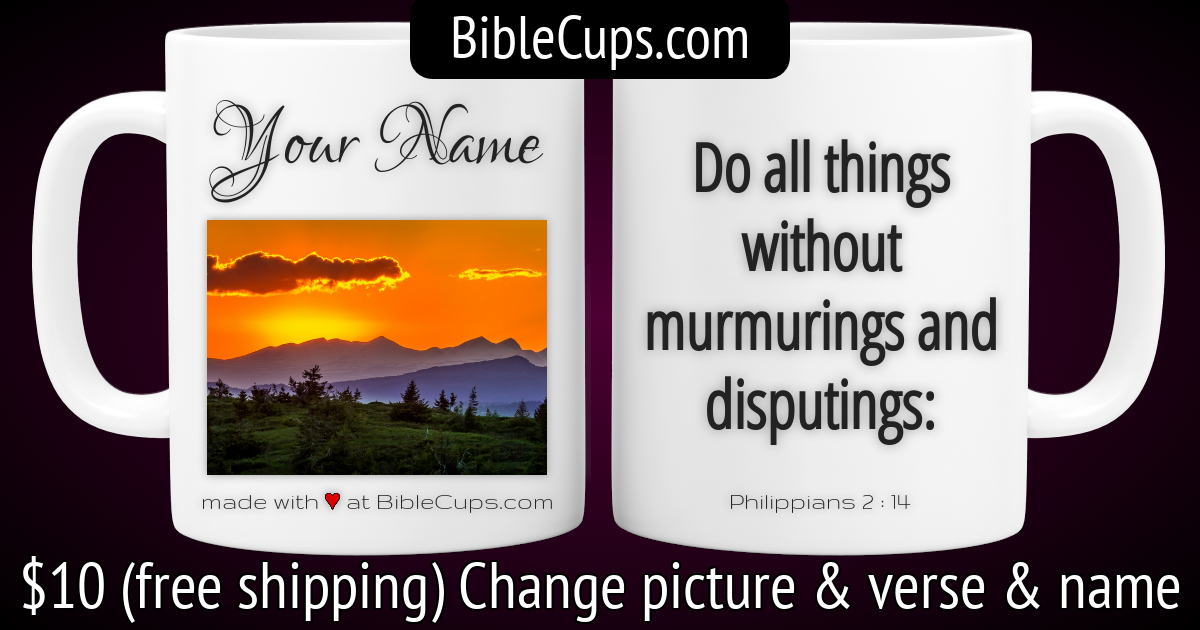 BibleCups.com
Your Name
made with ♥ at BibleCups.com
Do all things
without
murmurings and
disputings:
Philippians 2 : 14
$10 (free shipping) Change picture & verse & name